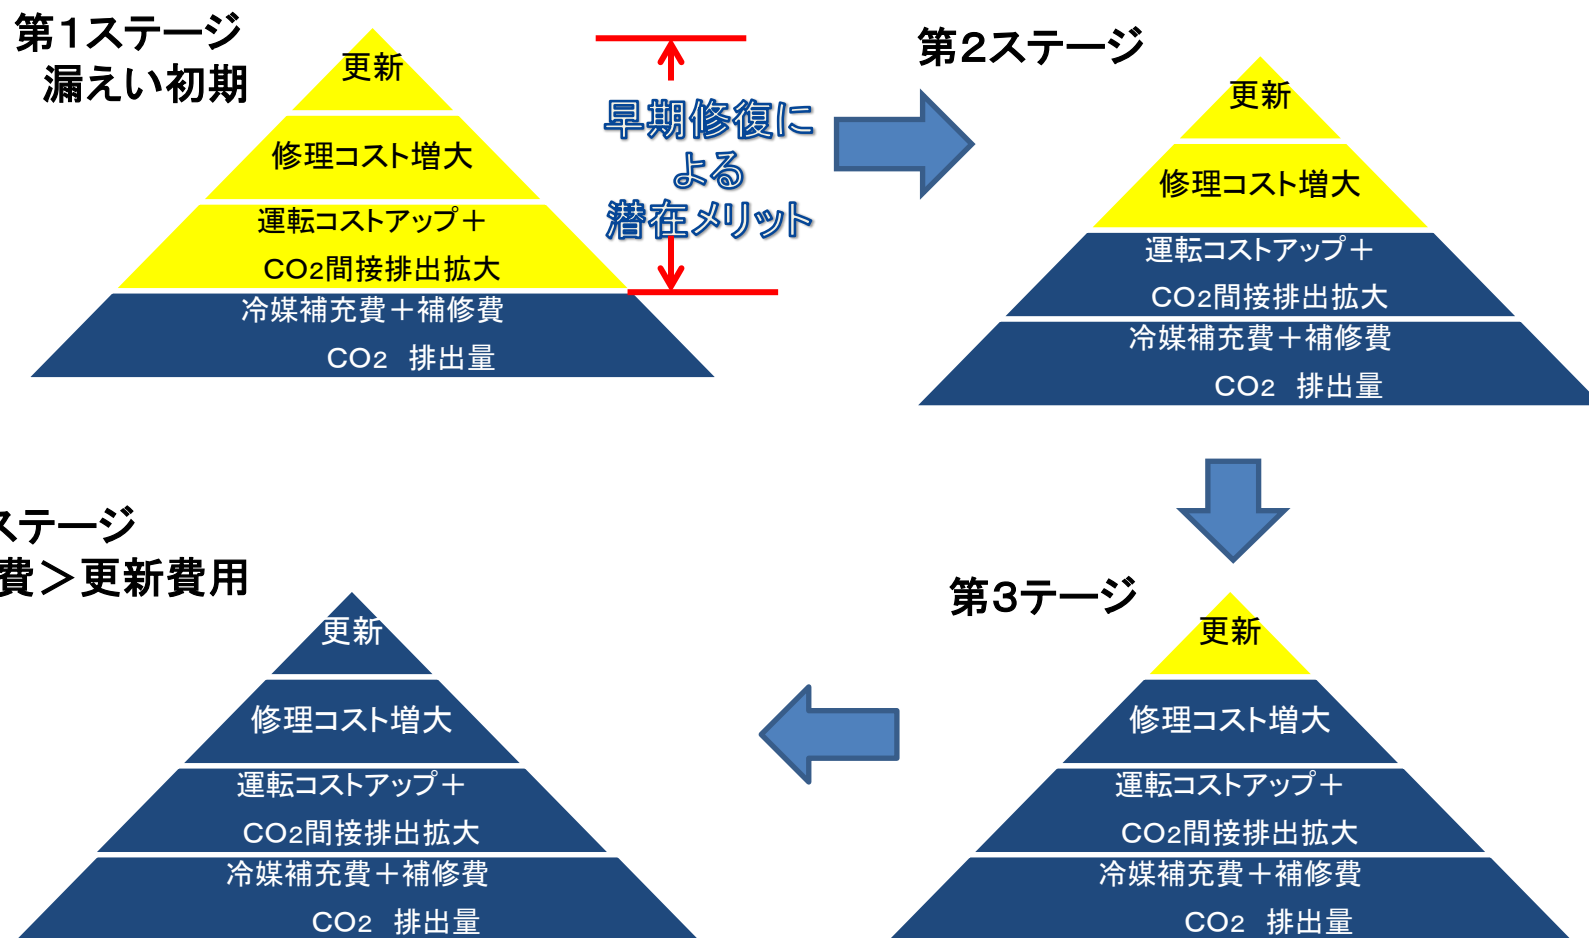 第１ステージ
漏えい初期
更新
修理コスト増大
運転コストアップ＋
CO2間接排出拡大
冷媒補充費＋補修費
CO2　排出量
早期修復に
よる
潜在メリット
第２ステージ
更新
修理コスト増大
運転コストアップ＋
CO2間接排出拡大
冷媒補充費＋補修費
CO2　排出量
第３テージ
更新
修理コスト増大
運転コストアップ＋
CO2間接排出拡大
冷媒補充費＋補修費
CO2　排出量
ステージ
費＞更新費用
更新
修理コスト増大
運転コストアップ＋
CO2間接排出拡大
冷媒補充費＋補修費
CO2　排出量